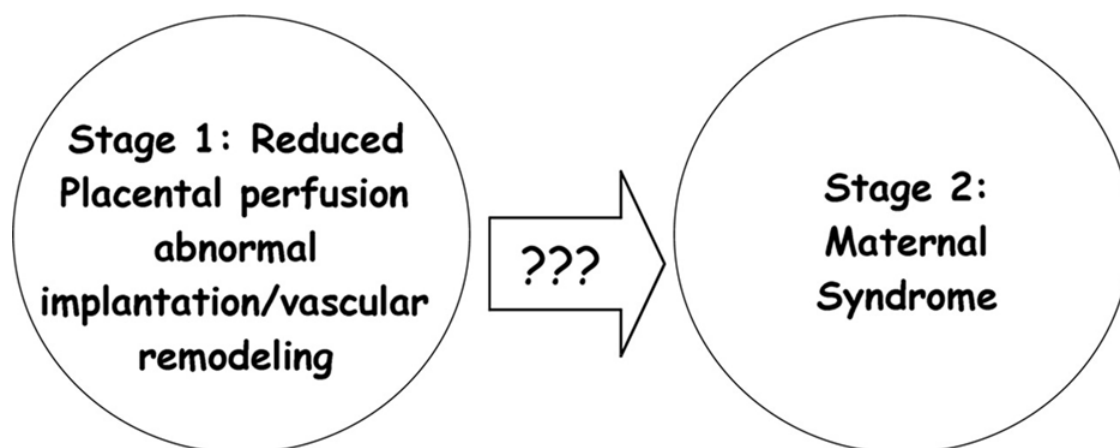 Stage 1: Reduced
Placental perfusion
abnormal
implantation/vascular
remodeling
???
Stage 2:
Maternal
Syndrome